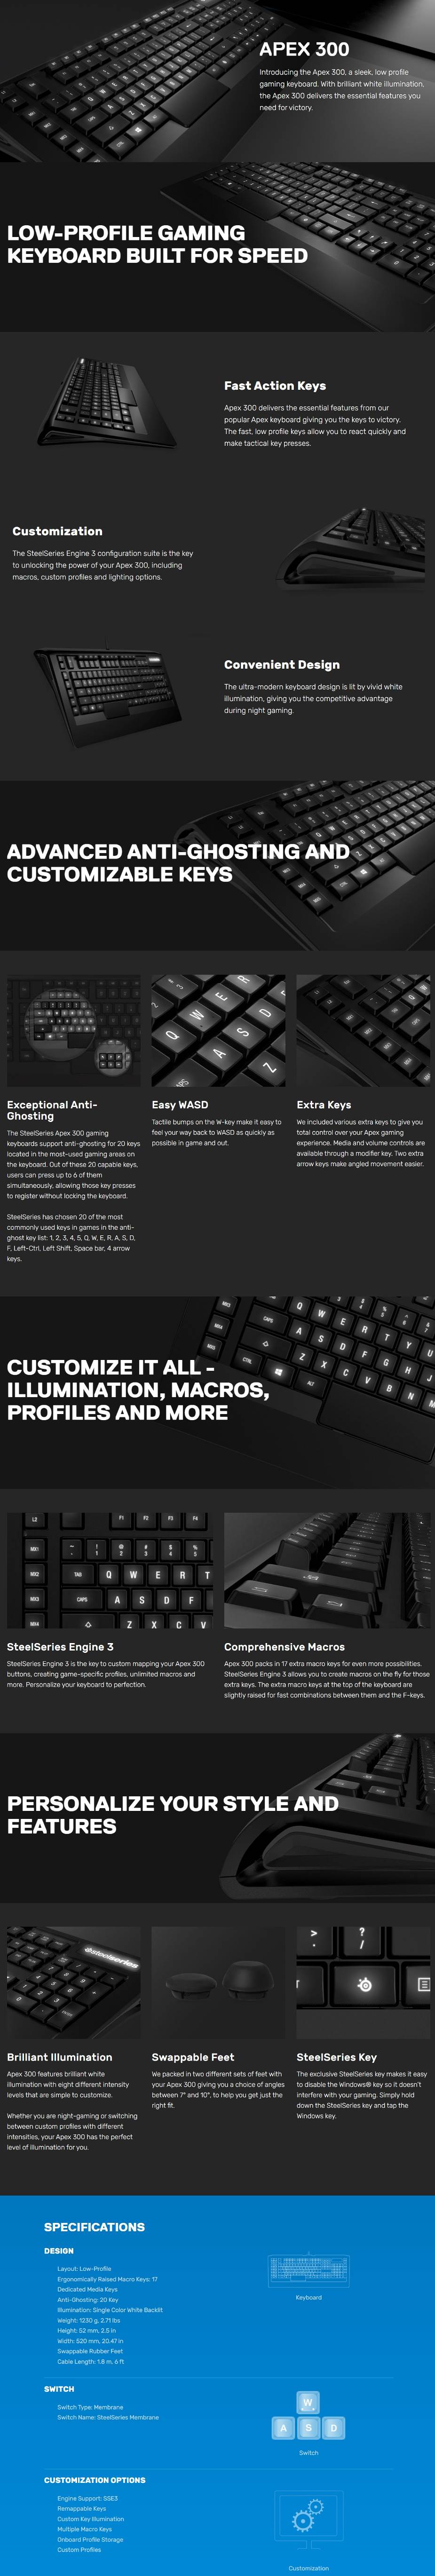 APEX 300
Introducing the Apex 300, a sleek, low profile
gaming keyboard. With brilliant white illumination,
the Apex 300 delivers the essential features you
need for victory.
LOW-PROFILE GAMING
KEYBOARD BUILT FOR SPEED
Fast Action Keys
Apex 300 delivers the essential features from our
popular Apex keyboard giving you the keys to victory.
The fast, low profile keys allow you to react quickly and
make tactical key presses.
Customization
The SteelSeries Engine 3 configuration suite is the key
to unlocking the power of your Apex 300, including
macros, custom profiles and lighting options.
Convenient Design
The ultra-modern keyboard design is lit by vivid white
illumination, giving you the competitive advantage
during night gaming.
ADVANCED ANTI-GHOSTING AND
CUSTOMIZABLE KEYS
Q W E R
A S D
Z
Exceptional Anti-
Ghosting
The SteelSeries Apex 300 gaming
keyboards support anti-ghosting for 20 keys
located in the most-used gaming areas on
the keyboard. Out of these 20 capable keys,
users can press up to 6 of them
simultaneously, allowing those key presses
to register without locking the keyboard.
SteelSeries has chosen 20 of the most
commonly used keys in games in the anti-
ghost key list: 1, 2, 3, 4, 5, Q, W, E, R, A, S, D,
F, Left-Ctrl, Left Shift, Space bar, 4 arrow
keys.
Easy WASD
Tactile bumps on the W-key make it easy to
feel your way back to WASD as quickly as
possible in game and out.
Extra Keys
We included various extra keys to give you
total control over your Apex gaming
experience. Media and volume controls are
available through a modifier key. Two extra
arrow keys make angled movement easier.
MX3 CAPS Q W E R T Y U
MX4 A S D F G H J
MX5 CTRL ALT Z X C V B N M
CUSTOMIZE IT ALL -
ILLUMINATION, MACROS,
PROFILES AND MORE
L2 F1 F2 F3 F4
MX1 ~ ! 1 @ 2 # 3 $ 4 % 5
MX2 TAB Q W E R T
MX3 CAPS A S D F
MX4 Z X C V
SteelSeries Engine 3
SteelSeries Engine 3 is the key to custom mapping your Apex 300
buttons, creating game-specific profiles, unlimited macros and
more. Personalize your keyboard to perfection.
Comprehensive Macros
Apex 300 packs in 17 extra macro keys for even more possibilities.
SteelSeries Engine 3 allows you to create macros on the fly for those
extra keys. The extra macro keys at the top of the keyboard are
slightly raised for fast combinations between them and the F-keys.
PERSONALIZE YOUR STYLE AND
FEATURES
steelseries
> . ? /
Brilliant Illumination
Apex 300 features brilliant white
illumination with eight different intensity
levels that are simple to customize.
Whether you are night-gaming or switching
between custom profiles with different
intensities, your Apex 300 has the perfect
level of illumination for you.
Swappable Feet
We packed in two different sets of feet with
your Apex 300 giving you a choice of angles
between 7° and 10°, to help you get just the
right fit.
SteelSeries Key
The exclusive SteelSeries key makes it easy
to disable the Windows® key so it doesn't
interfere with your gaming. Simply hold
down the SteelSeries key and tap the
Windows key.
SPECIFICATIONS
DESIGN
Layout: Low-Profile
Ergonomically Raised Macro Keys: 17
Dedicated Media Keys
Anti-Ghosting: 20 Key
Illumination: Single Color White Backlit
Weight: 1230 g, 2.71 lbs
Height: 52 mm, 2.5 in
Width: 520 mm, 20.47 in
Swappable Rubber Feet
Cable Length: 1.8 m, 6 ft
Keyboard
SWITCH
Switch Type: Membrane
Switch Name: SteelSeries Membrane
W
A S D
Switch
CUSTOMIZATION OPTIONS
Engine Support: SSE3
Remappable Keys
Custom Key Illumination
Multiple Macro Keys
Onboard Profile Storage
Custom Profiles
Customization